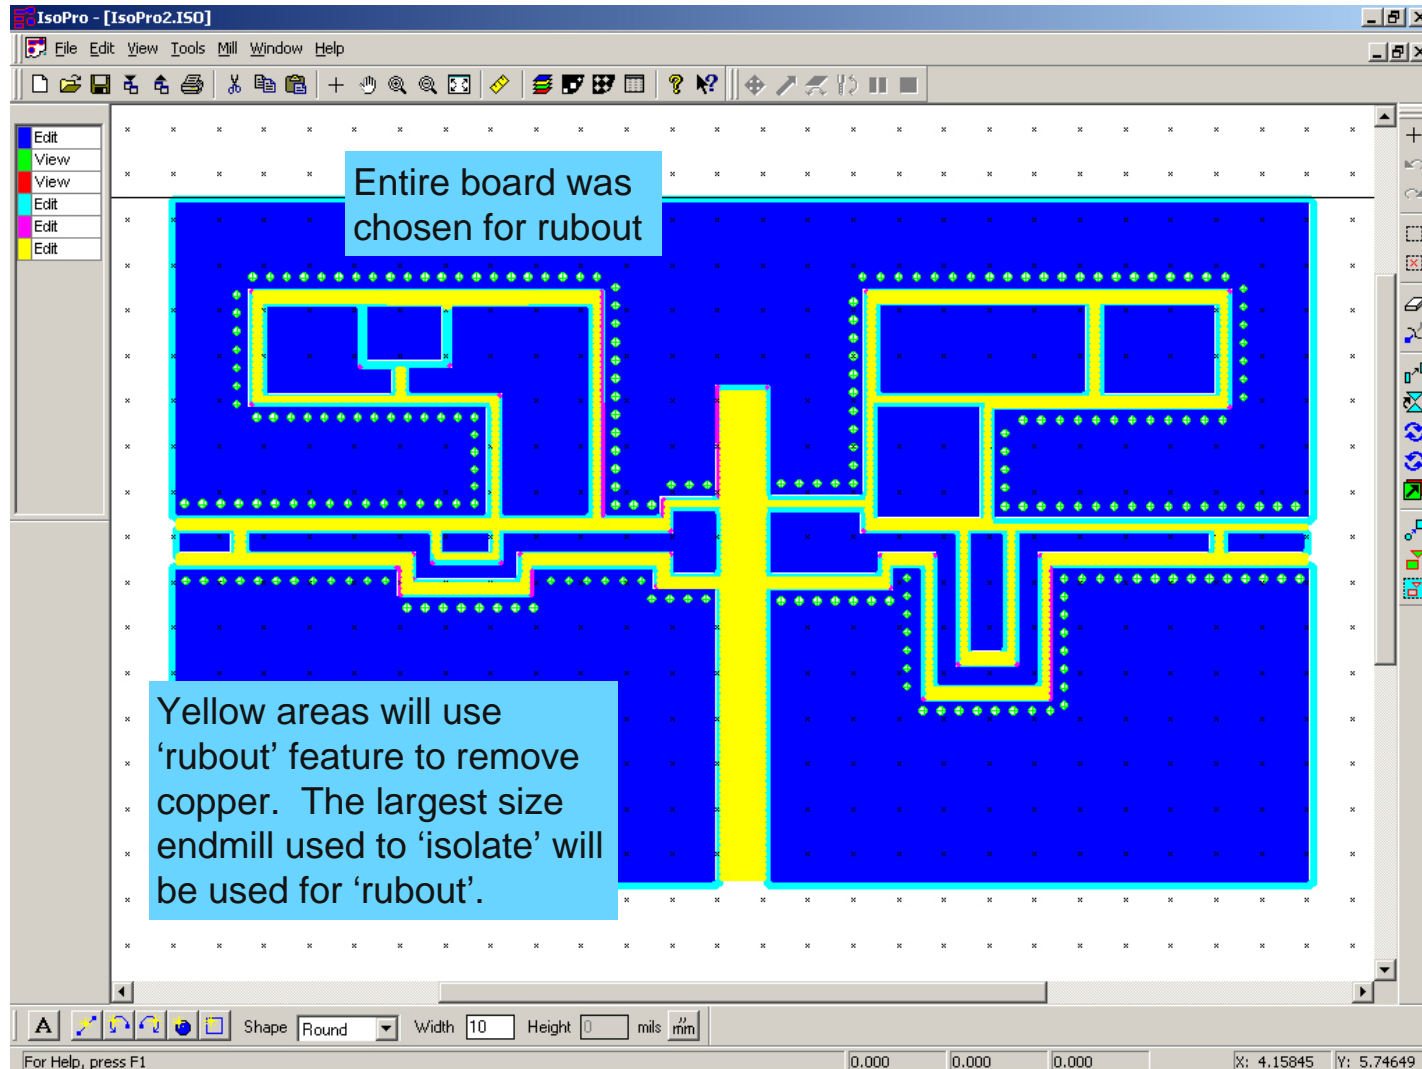 IsoPro - [IsoPro2.ISO]
File Edit View Tools Mill Window Help
Edit
View
View
Edit
Edit
Edit
Entire board was
chosen for rubout
Yellow areas will use
‘rubout’ feature to remove
copper. The largest size
endmill used to ‘isolate’ will
be used for ‘rubout’.
A Shape Round Width 10 Height 0 mils mm
For Help, press F1 0.000 0.000 0.000 X: 4.15845 Y: 5.74649